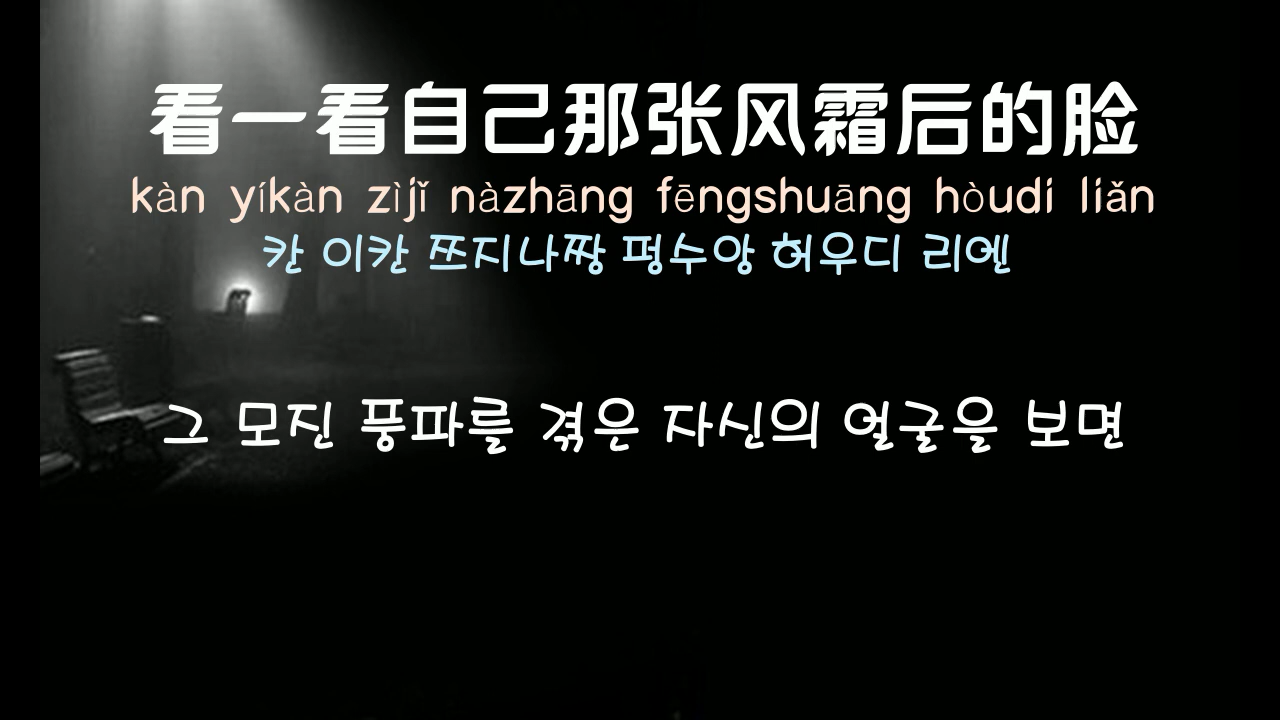 看一看自己那张风霜后的脸
kàn yíkàn zìjǐ nàzhāng fēngshuāng hòudi liǎn
칸 이칸 쯔지나짱 펑수앙 허우디 리엔
그 모진 풍파를 겪은 자신의 얼굴을 보면